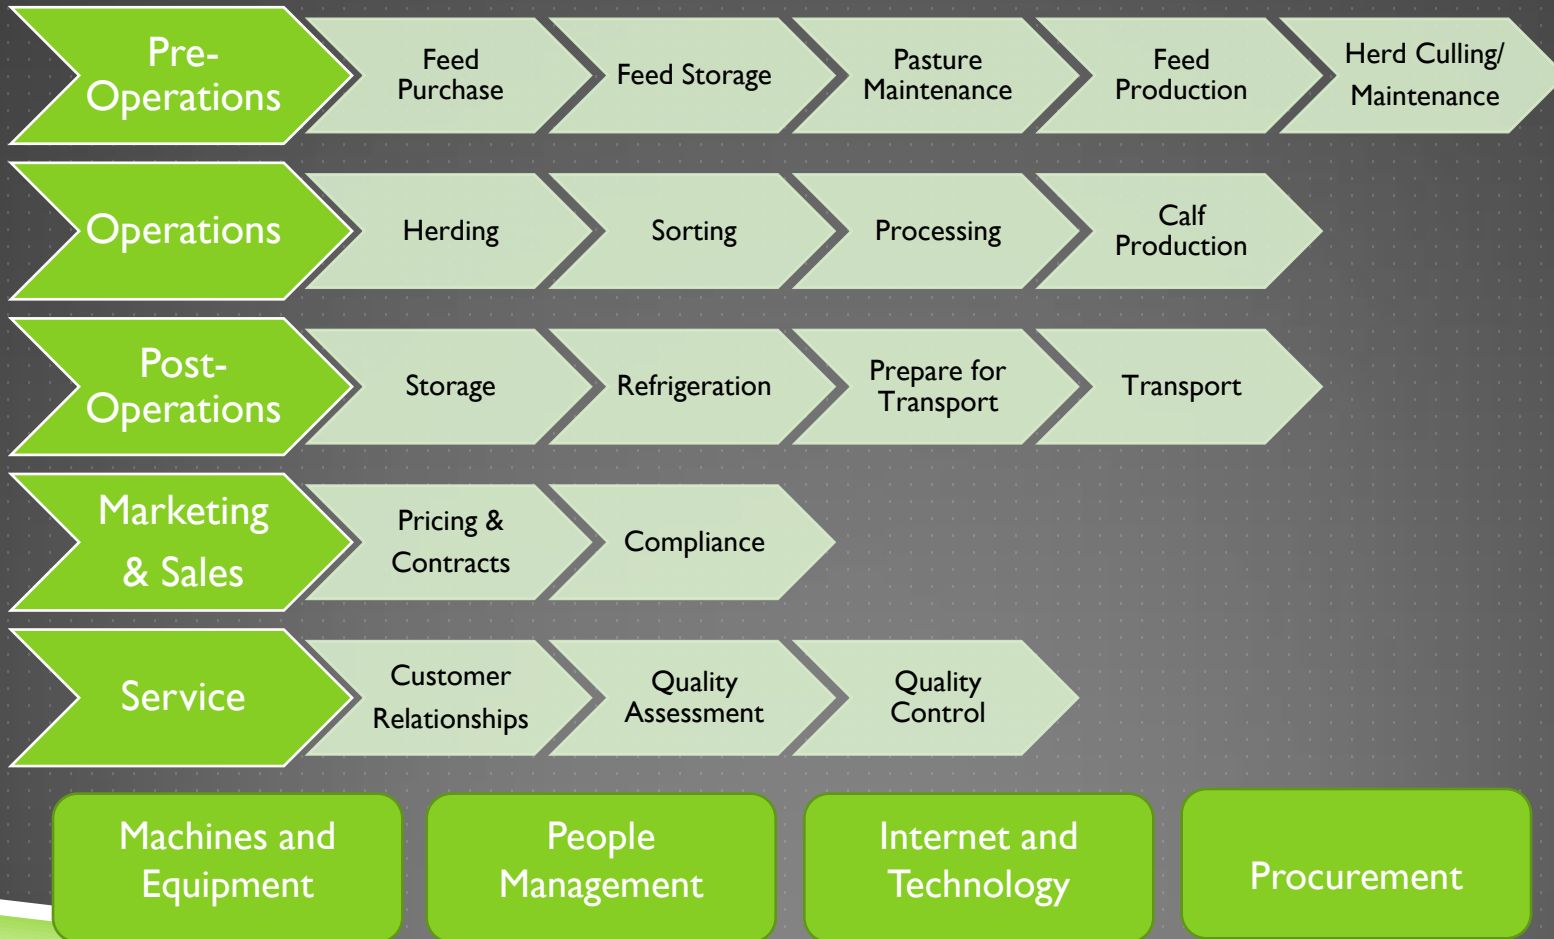 Pre-
Operations
Feed
Purchase
Feed Storage
Pasture
Maintenance
Feed
Production
Herd Culling/
Maintenance
Operations
Herding
Sorting
Processing
Calf
Production
Post-
Operations
Storage
Refrigeration
Prepare for
Transport
Transport
Marketing
& Sales
Pricing &
Contracts
Compliance
Service
Customer
Relationships
Quality
Assessment
Quality
Control
Machines and
Equipment
People
Management
Internet and
Technology
Procurement